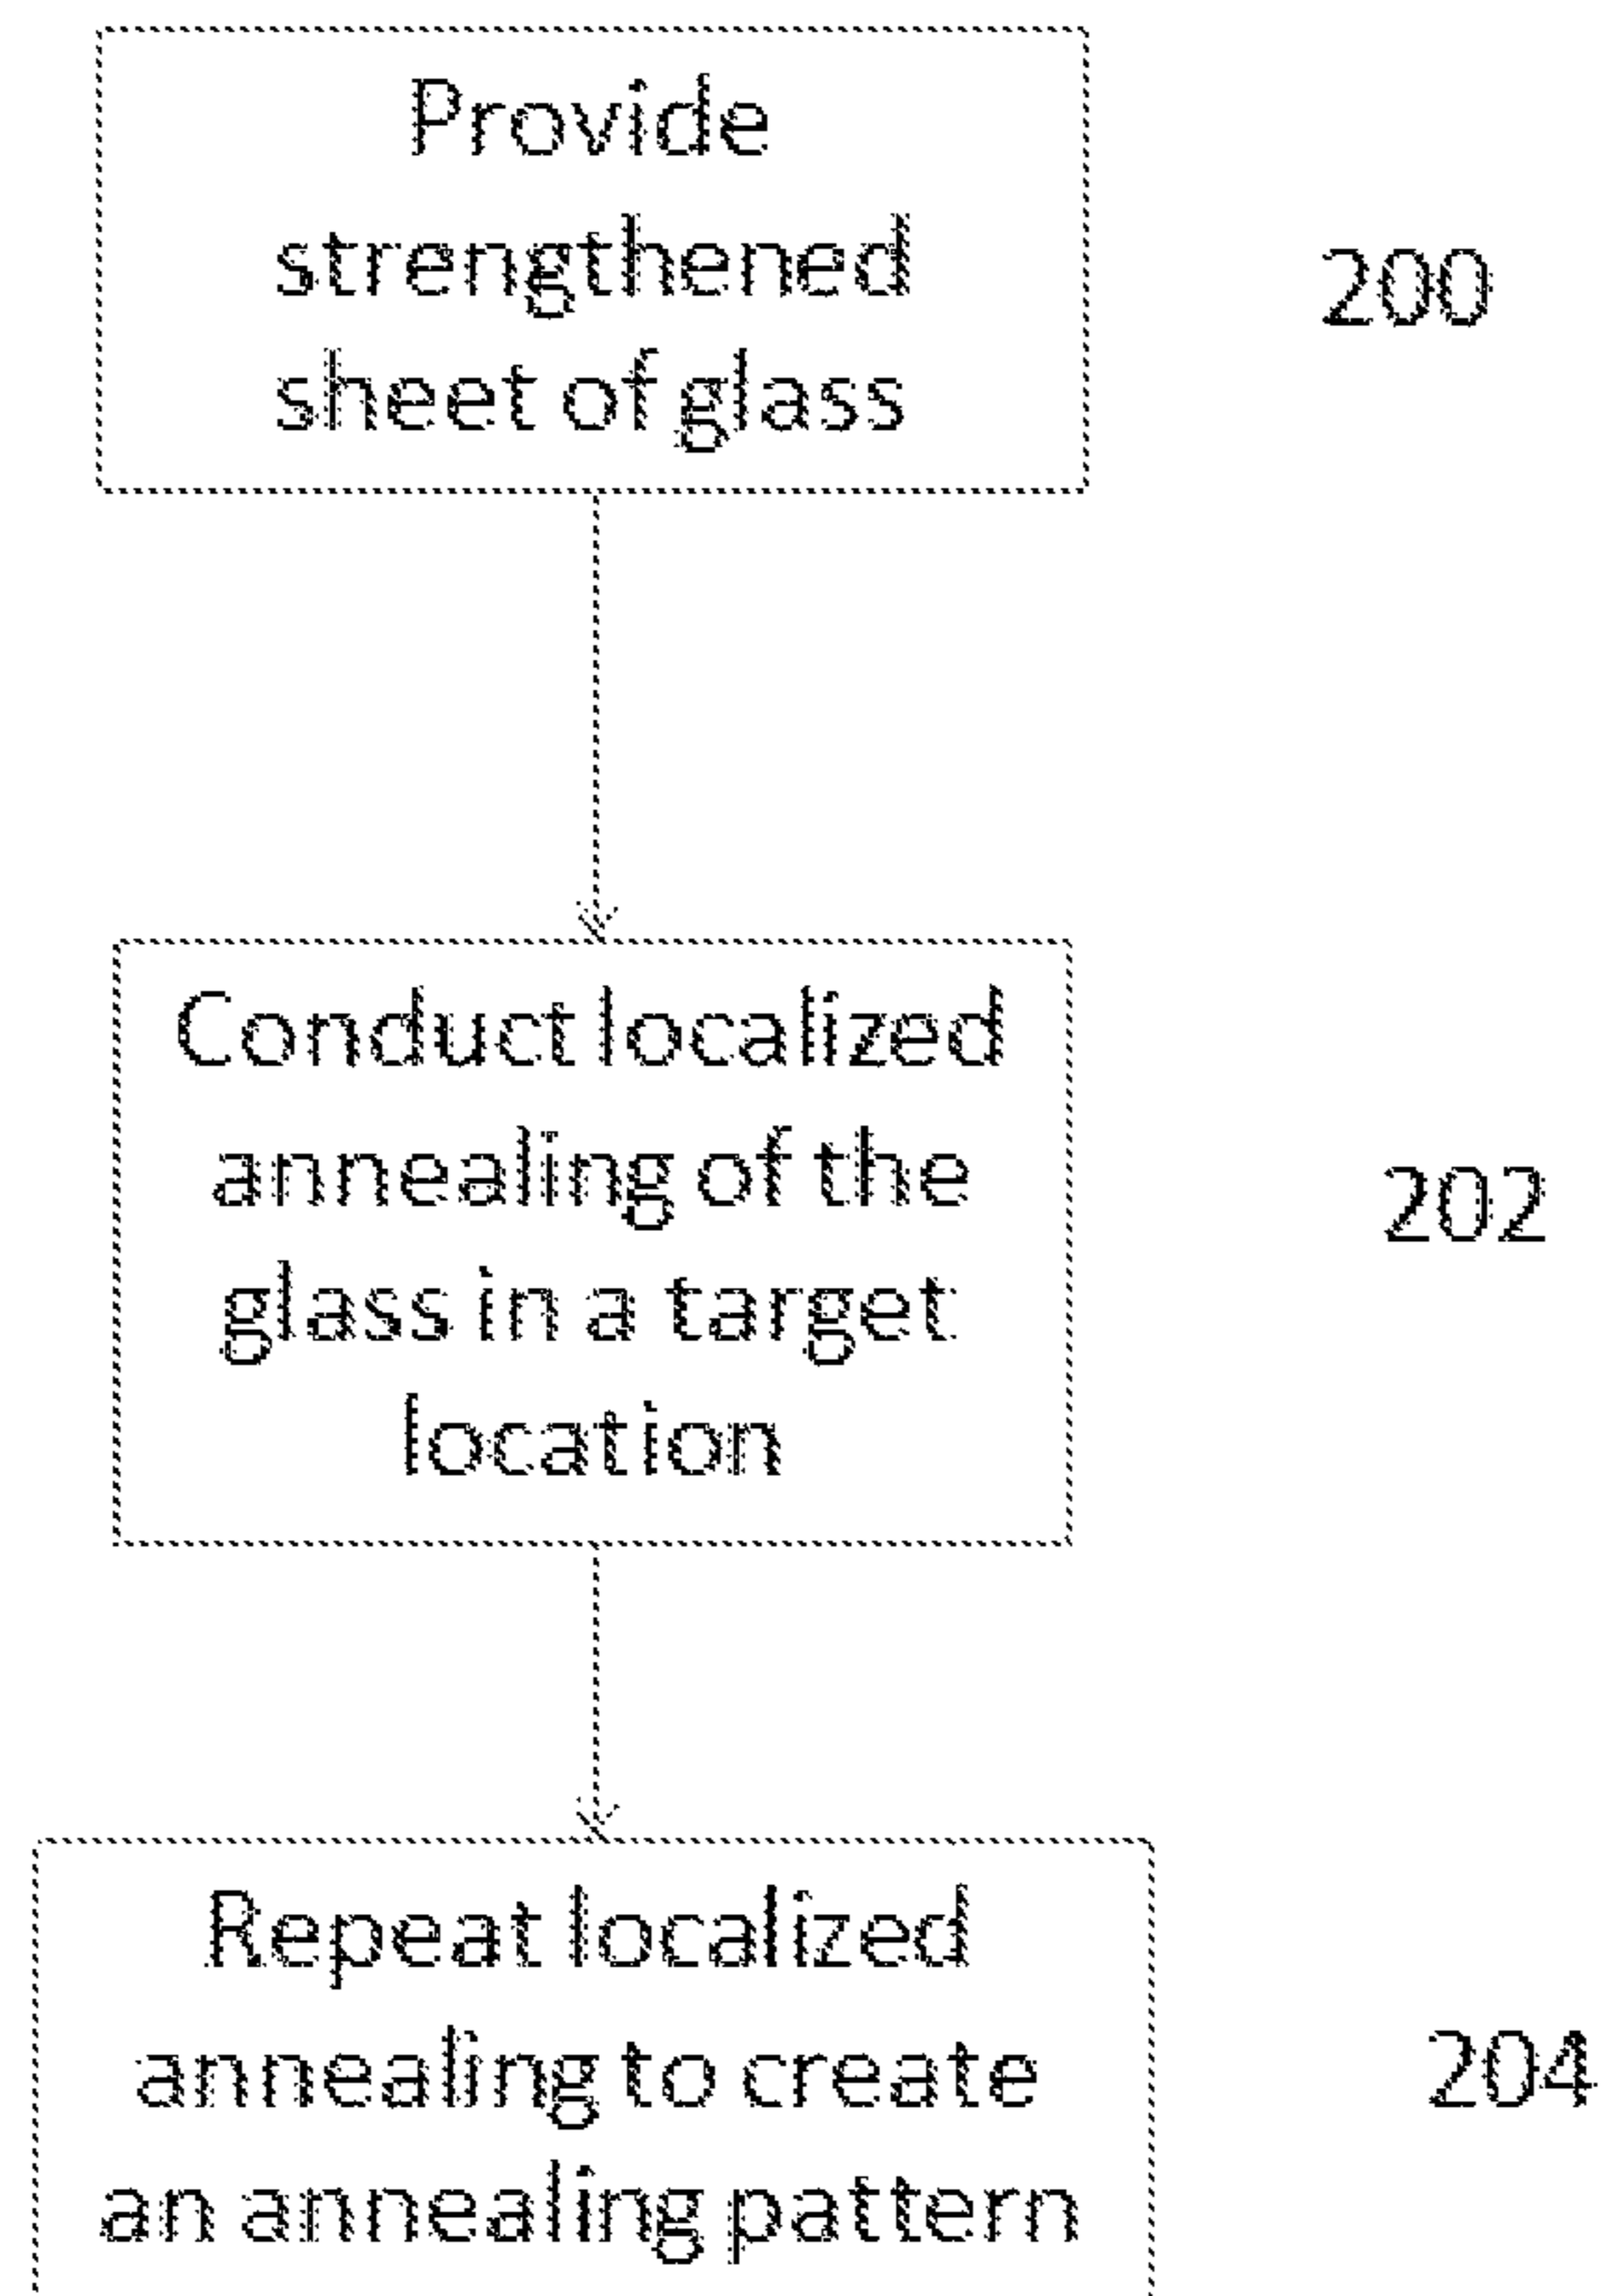 Provide
strengthened
sheet of glass
200
Conduct localized
annealing of the
glass in a target
location
202
Repeat localized
annealing to create
an annealing pattern
204